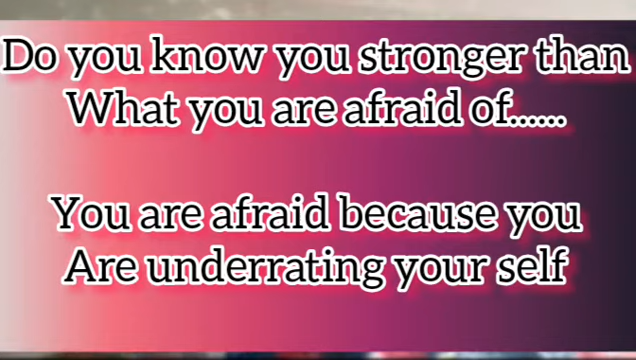 Do you know you stronger than
What you are afraid of......
You are afraid because you
Are underrating your self